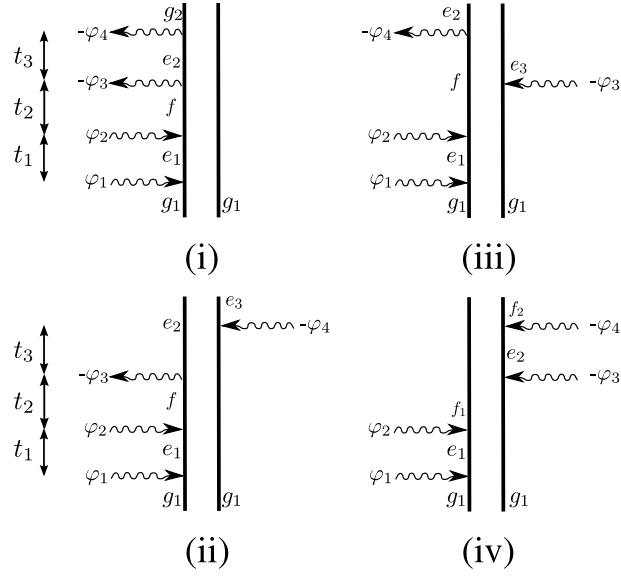 g₂
-φ₄
t₃
e₂
-φ₃
t₂
f
φ₂
t₁
e₁
φ₁
g₁ g₁
(i)
e₂
-φ₄
e₃
f
-φ₃
φ₂
e₁
φ₁
g₁ g₁
(iii)
e₃
e₂
-φ₄
t₃
-φ₃
t₂
f
φ₂
t₁
e₁
φ₁
g₁ g₁
(ii)
f₂
-φ₄
e₂
-φ₃
f₁
φ₂
e₁
φ₁
g₁ g₁
(iv)